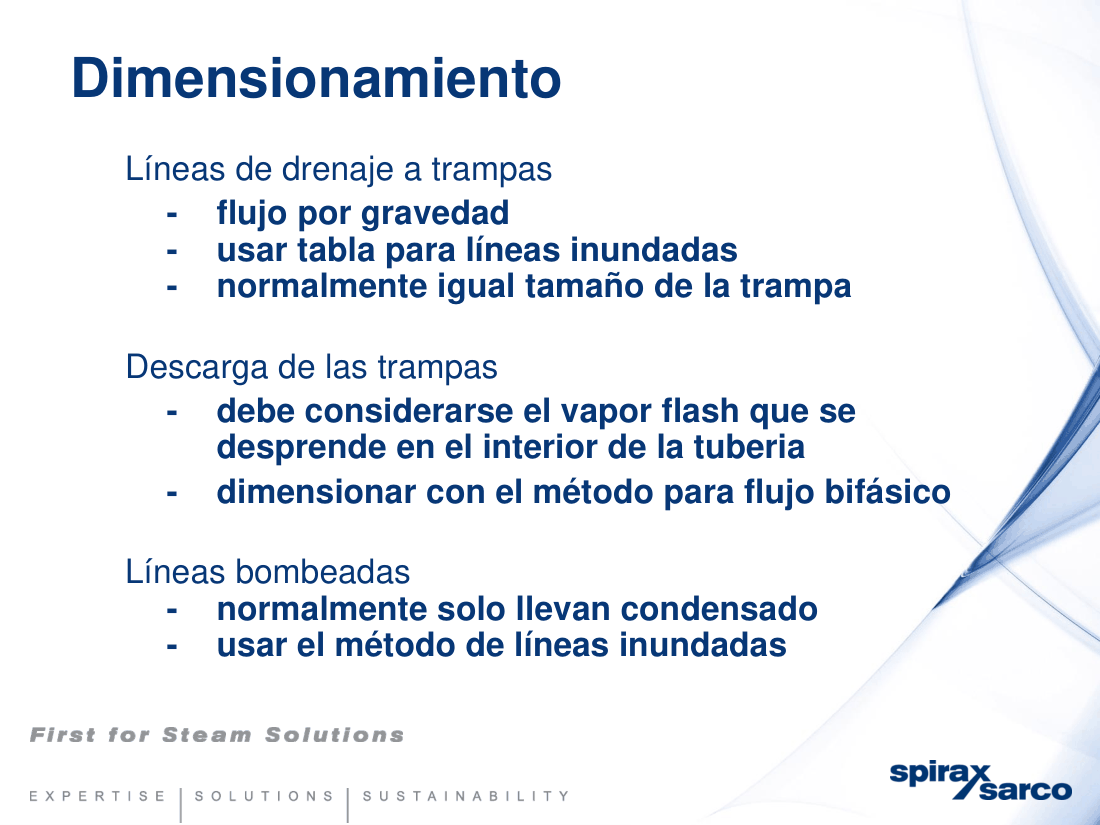 Dimensionamiento
Líneas de drenaje a trampas
- flujo por gravedad
- usar tabla para líneas inundadas
- normalmente igual tamaño de la trampa
Descarga de las trampas
- debe considerarse el vapor flash que se
desprende en el interior de la tuberia
- dimensionar con el método para flujo bifásico
Líneas bombeadas
- normalmente solo llevan condensado
- usar el método de líneas inundadas
First for Steam Solutions
EXPERTISE | SOLUTIONS | SUSTAINABILITY
spirax
sarco